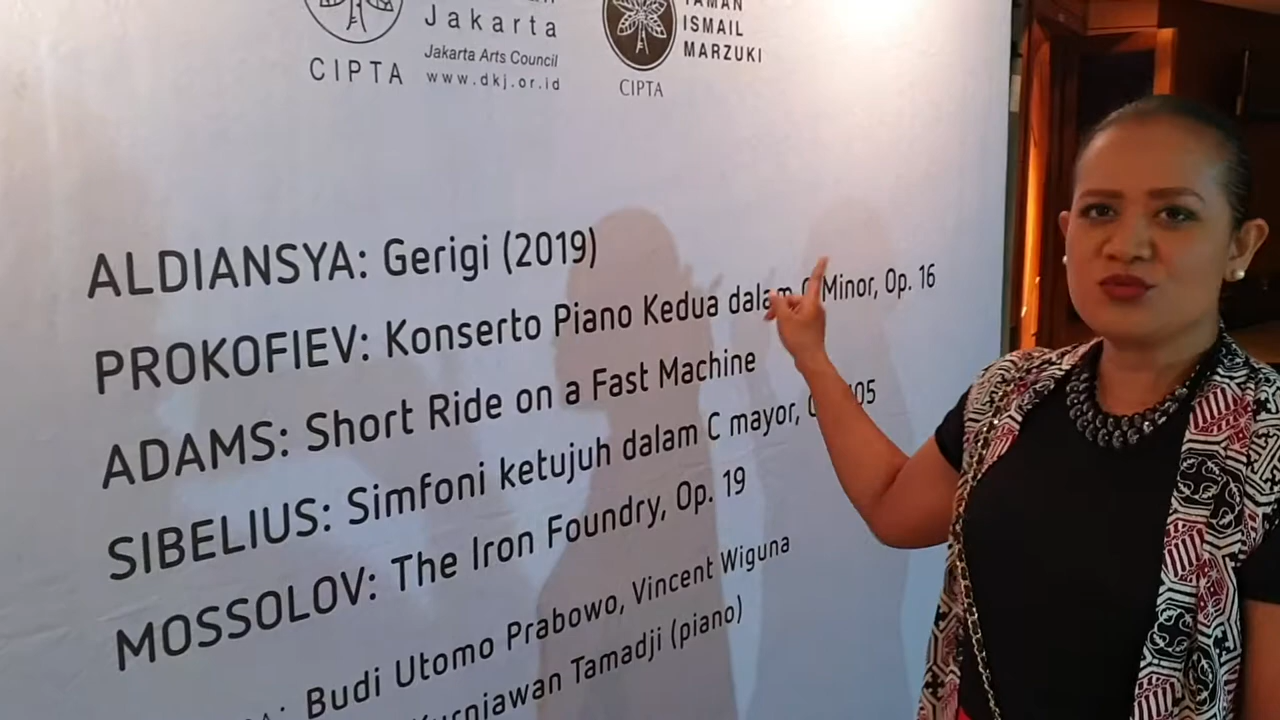 Jakarta
Jakarta Arts Council
www.dkj.or.id
CIPTA
TAMAN
ISMAIL
MARZUKI
CIPTA
ALDIANSYA: Gerigi (2019)
PROKOFIEV: Konserto Piano Kedua dalam Minor, Op. 16
ADAMS: Short Ride on a Fast Machine
SIBELIUS: Simfoni ketujuh dalam C mayor,
MOSSOLOV: The Iron Foundry, Op. 19
Budi Utomo Prabowo, Vincent Wiguna
Kurniawan Tamadji (piano)